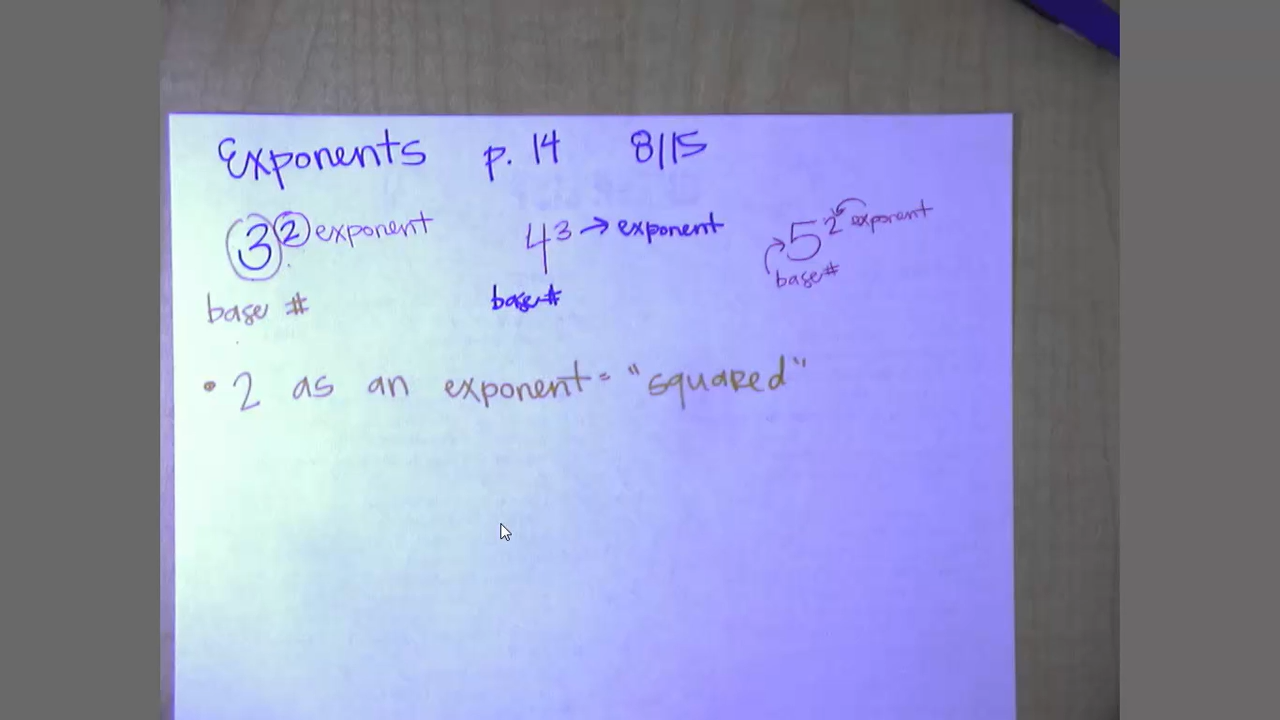 Exponents p. 14 8/15
3² exponent 4³ → exponent 5² exponent
base # base # base #
• 2 as an exponent = "squared"